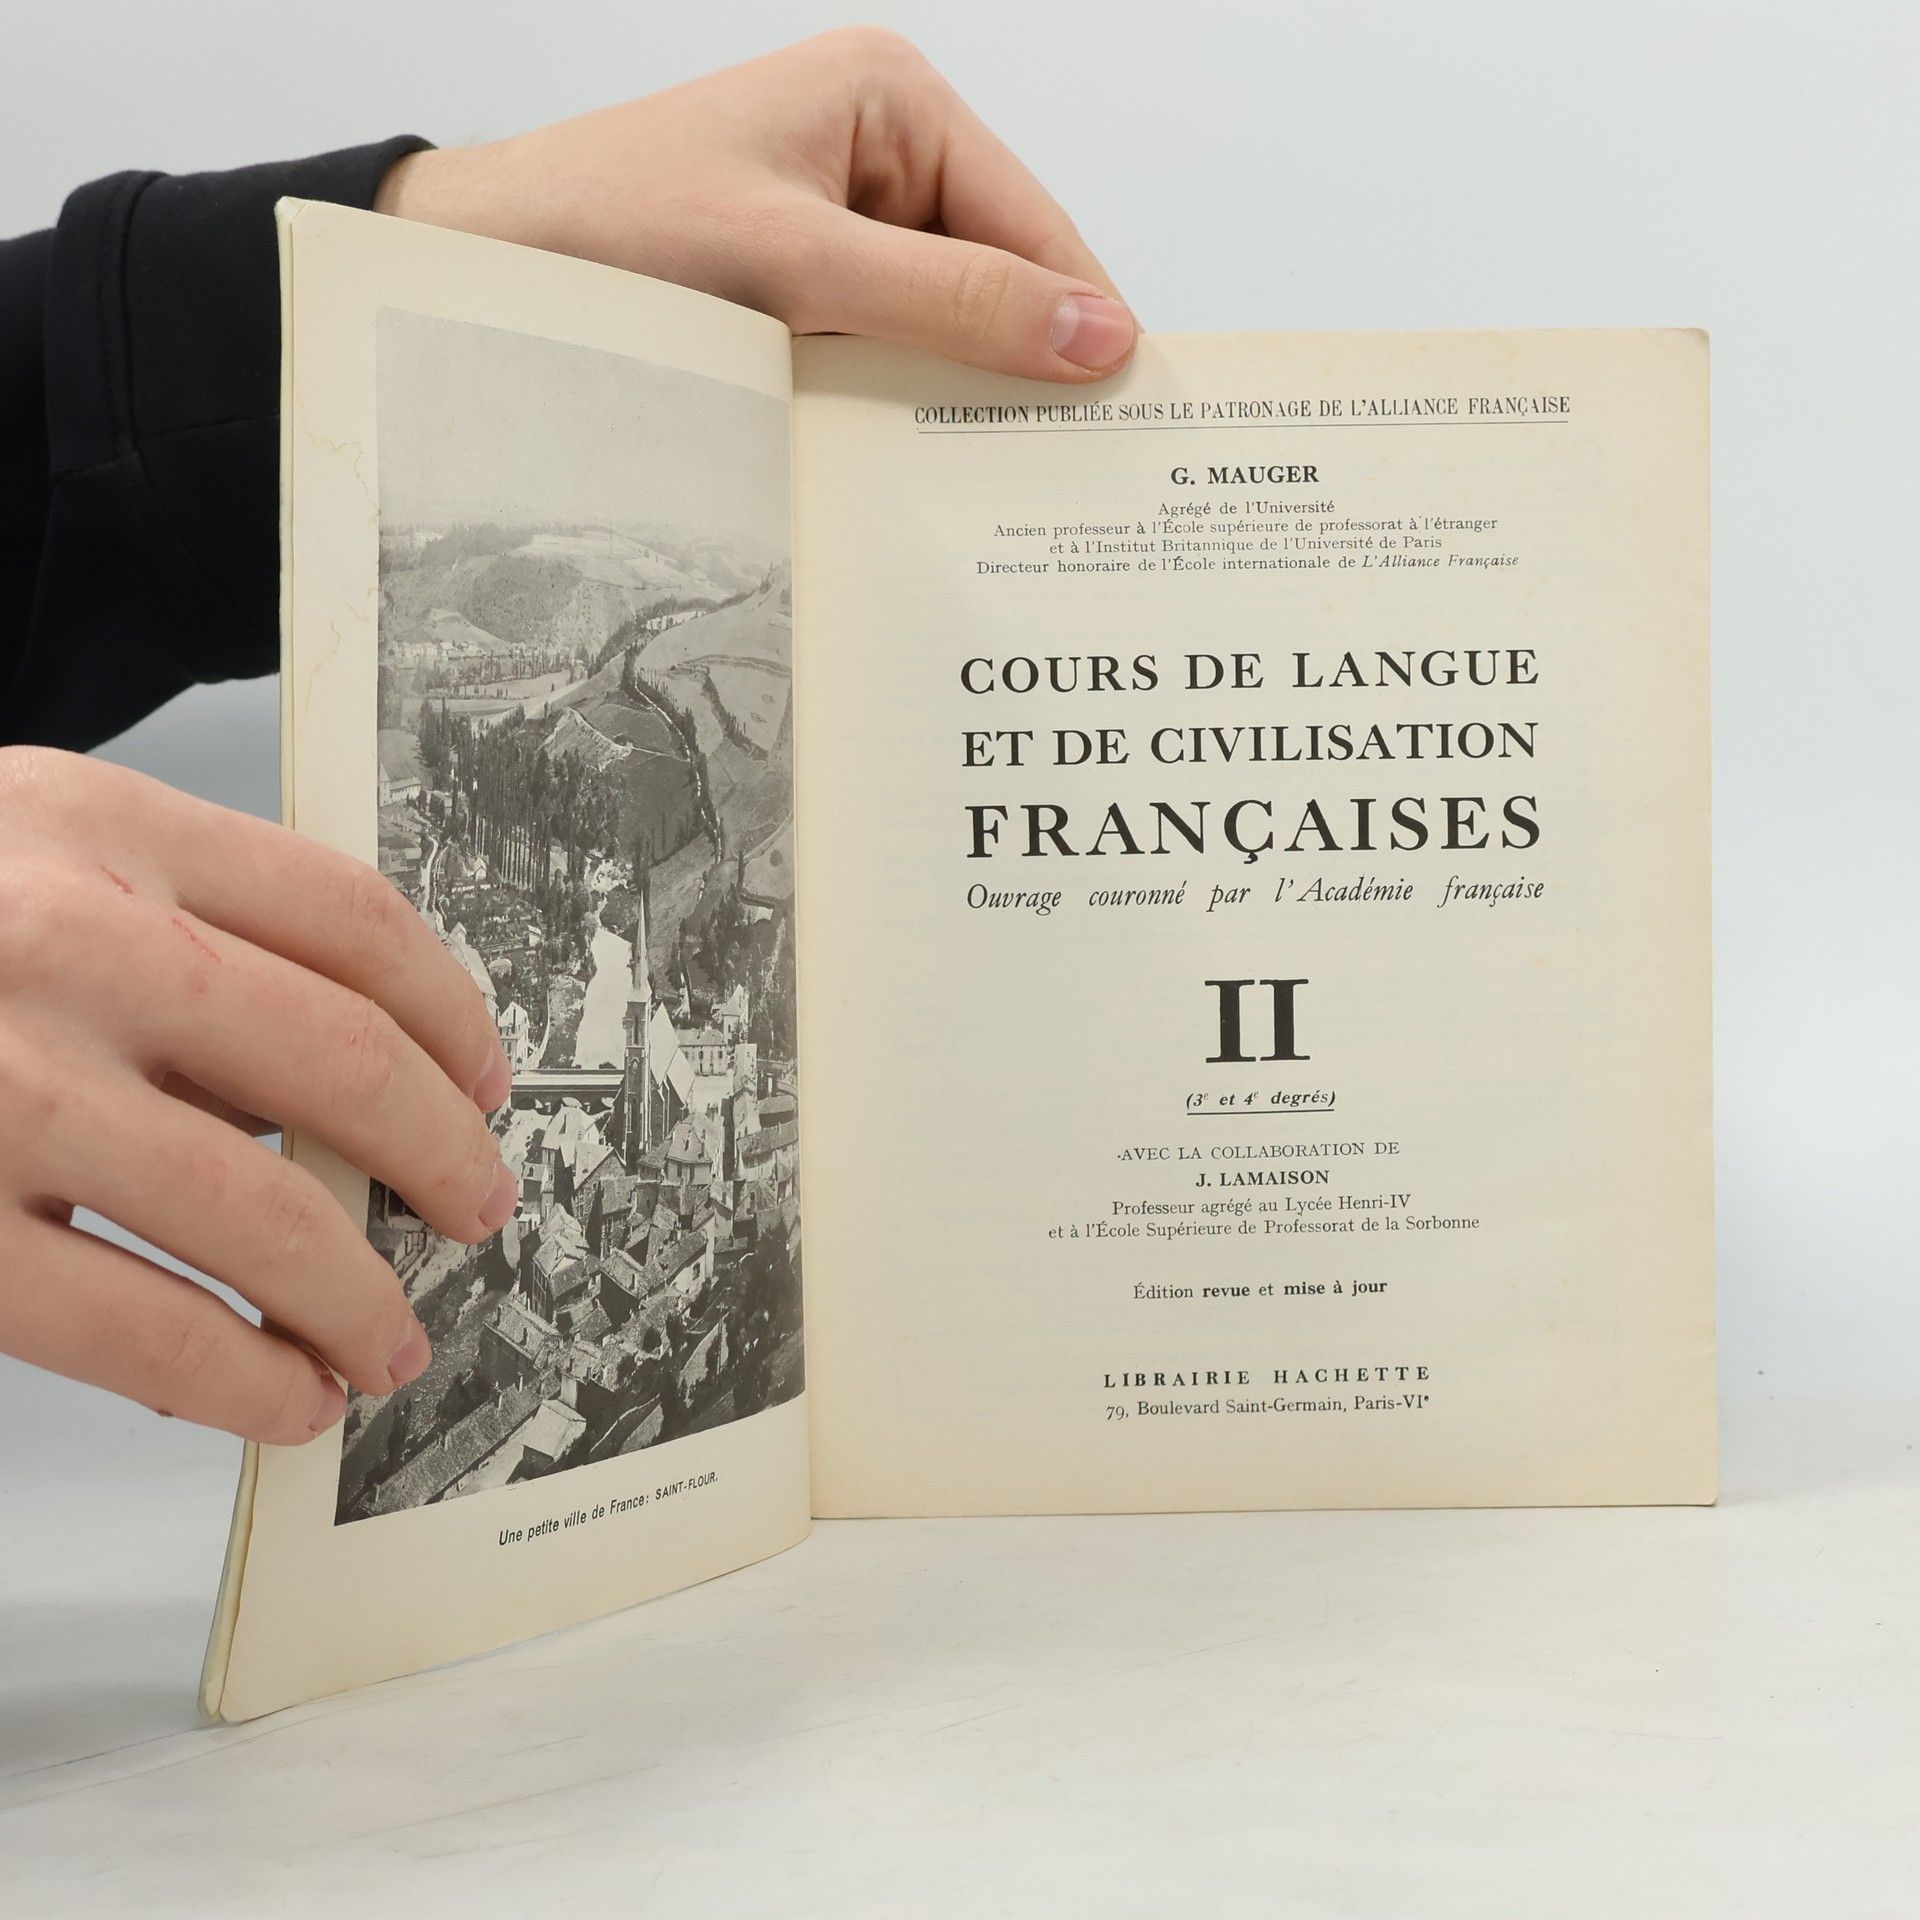 Une petite ville de France: SAINT-FLOUR.
COLLECTION PUBLIÉE SOUS LE PATRONAGE DE L'ALLIANCE FRANÇAISE
G. MAUGER
Agrégé de l'Université
Ancien professeur à l'École supérieure de professorat à l'étranger
et à l'Institut Britannique de l'Université de Paris
Directeur honoraire de l'École internationale de L'Alliance Française
COURS DE LANGUE
ET DE CIVILISATION
FRANÇAISES
Ouvrage couronné par l'Académie française
II
(3e et 4e degrés)
AVEC LA COLLABORATION DE
J. LAMAISON
Professeur agrégé au Lycée Henri-IV
et à l'École Supérieure de Professorat de la Sorbonne
Édition revue et mise à jour
LIBRAIRIE HACHETTE
79, Boulevard Saint-Germain, Paris-VIe